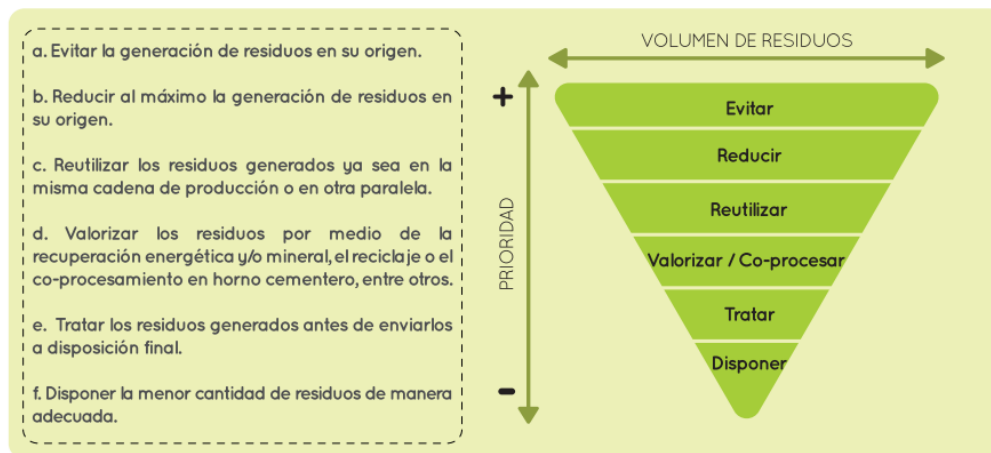 a. Evitar la generación de residuos en su origen.
b. Reducir al máximo la generación de residuos en
su origen.
c. Reutilizar los residuos generados ya sea en la
misma cadena de producción o en otra paralela.
d. Valorizar los residuos por medio de la
recuperación energética y/o mineral, el reciclaje o el
co-procesamiento en horno cementero, entre otros.
e. Tratar los residuos generados antes de enviarlos
a disposición final.
f. Disponer la menor cantidad de residuos de manera
adecuada.
VOLUMEN DE RESIDUOS
+
PRIORIDAD
-
Evitar
Reducir
Reutilizar
Valorizar / Co-procesar
Tratar
Disponer